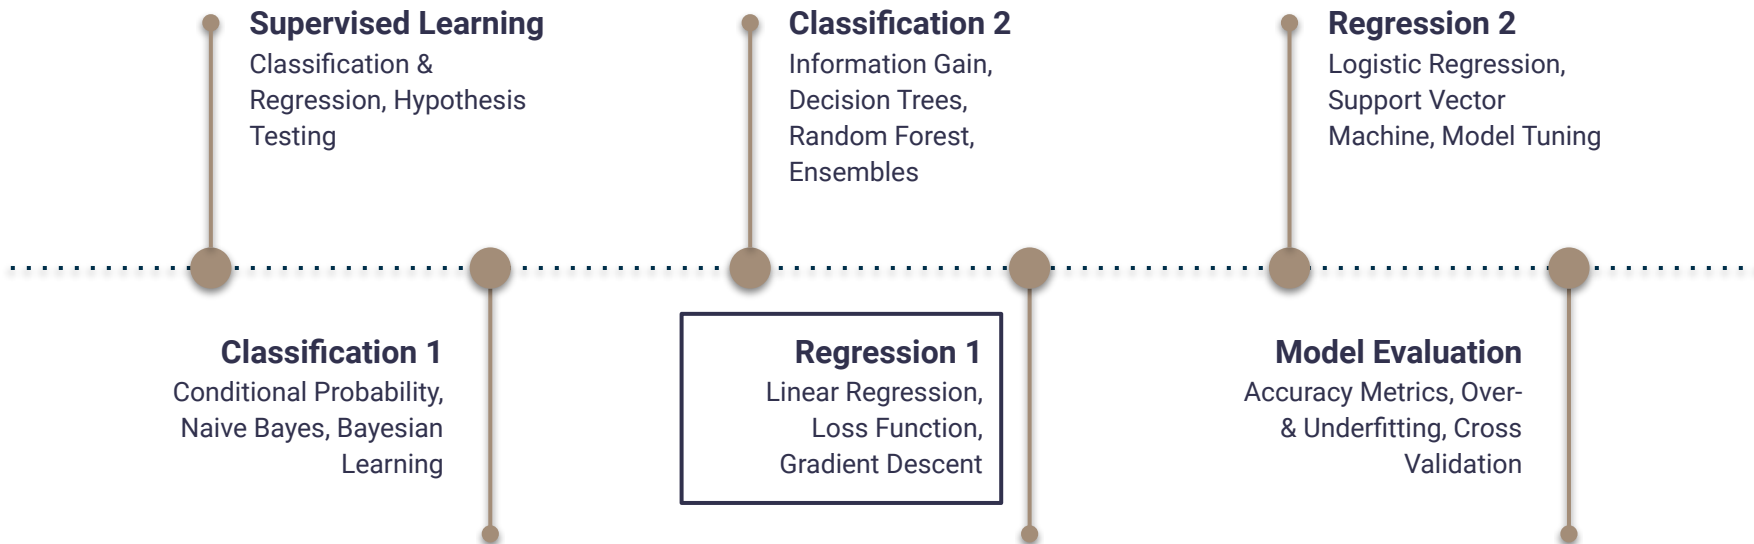 Supervised Learning
Classification &
Regression, Hypothesis
Testing
Classification 2
Information Gain,
Decision Trees,
Random Forest,
Ensembles
Regression 2
Logistic Regression,
Support Vector
Machine, Model Tuning
Classification 1
Conditional Probability,
Naive Bayes, Bayesian
Learning
Regression 1
Linear Regression,
Loss Function,
Gradient Descent
Model Evaluation
Accuracy Metrics, Over-
& Underfitting, Cross
Validation